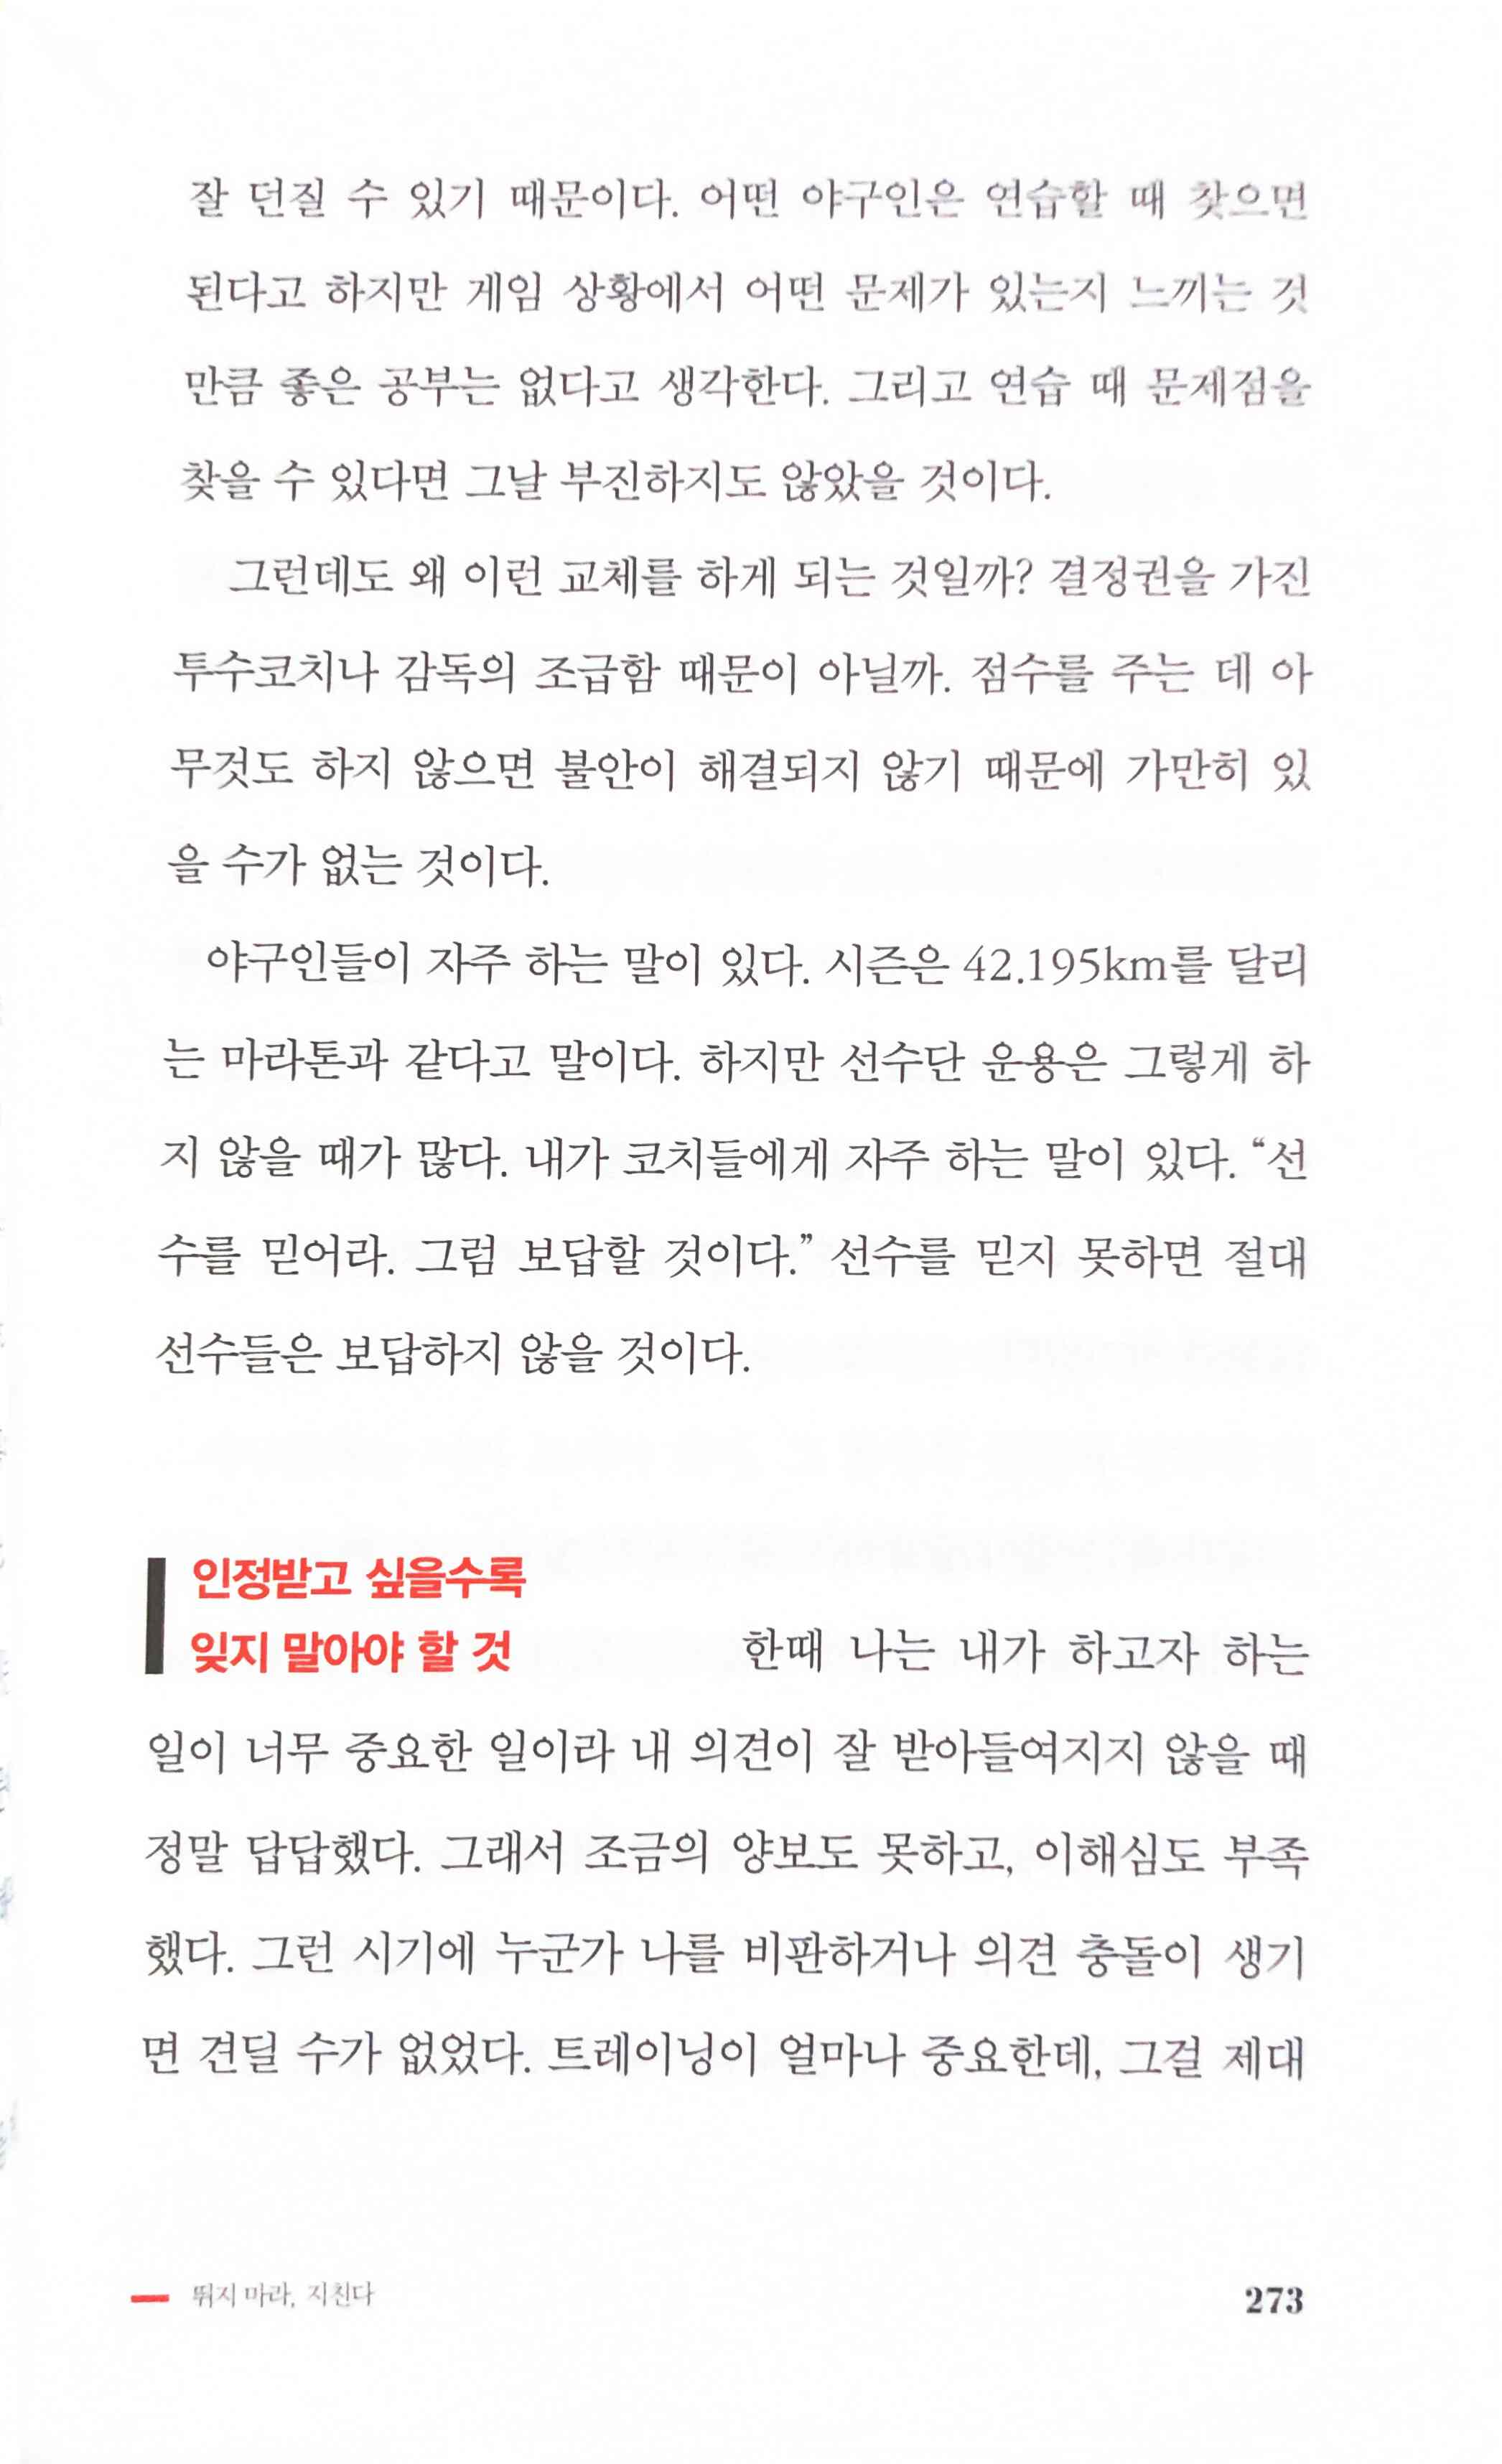 잘 던질 수 있기 때문이다. 어떤 야구인은 연습할 때 찾으면
된다고 하지만 게임 상황에서 어떤 문제가 있는지 느끼는 것
만큼 좋은 공부는 없다고 생각한다. 그리고 연습 때 문제점을
찾을 수 있다면 그날 부진하지도 않았을 것이다.
그런데도 왜 이런 교체를 하게 되는 것일까? 결정권을 가진
투수코치나 감독의 조급함 때문이 아닐까. 점수를 주는 데 아
무것도 하지 않으면 불안이 해결되지 않기 때문에 가만히 있
을 수가 없는 것이다.
야구인들이 자주 하는 말이 있다. 시즌은 42.195km를 달리
는 마라톤과 같다고 말이다. 하지만 선수단 운용은 그렇게 하
지 않을 때가 많다. 내가 코치들에게 자주 하는 말이 있다. “선
수를 믿어라. 그럼 보답할 것이다.” 선수를 믿지 못하면 절대
선수들은 보답하지 않을 것이다.
인정받고 싶을수록
잊지 말아야 할 것
한때 나는 내가 하고자 하는
일이 너무 중요한 일이라 내 의견이 잘 받아들여지지 않을 때
정말 답답했다. 그래서 조금의 양보도 못하고, 이해심도 부족
했다. 그런 시기에 누군가 나를 비판하거나 의견 충돌이 생기
면 견딜 수가 없었다. 트레이닝이 얼마나 중요한데, 그걸 제대
뛰지 마라, 지친다
273